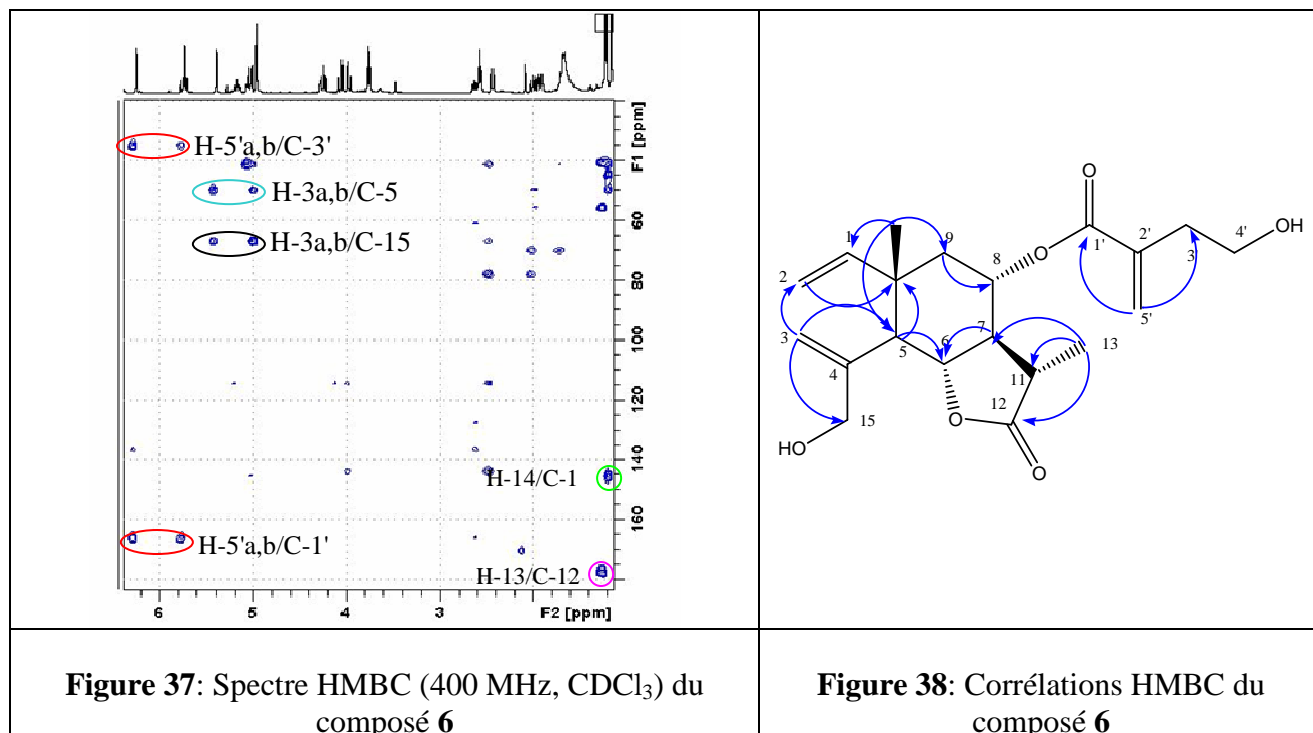 H-5'a,b/C-3'
H-3a,b/C-5
H-3a,b/C-15
H-14/C-1
H-5'a,b/C-1'
H-13/C-12
60
80
100
120
140
160
F1 [ppm]
6
5
4
3
F2 [ppm]
O
OH
1
9
4'
2'
1'
3'
8
O
2
5'
7
3
13
5
6
4
11
12
15
O
HO
O
Figure 37: Spectre HMBC (400 MHz, CDCl₃) du
composé 6
Figure 38: Corrélations HMBC du
composé 6